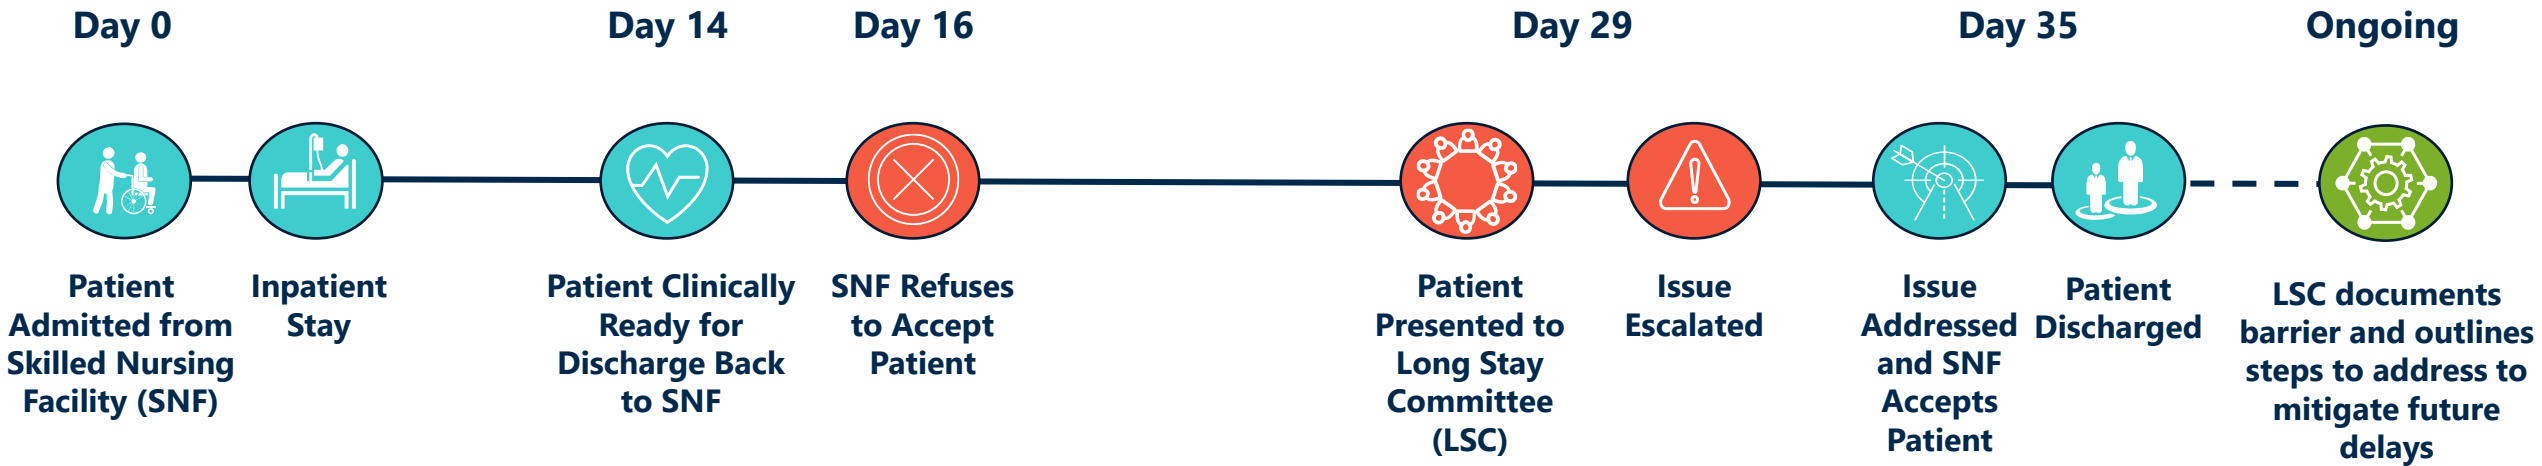 Day 0
Day 14
Day 16
Day 29
Day 35
Ongoing
Patient
Admitted from
Skilled Nursing
Facility (SNF)
Inpatient
Stay
Patient Clinically
Ready for
Discharge Back
to SNF
SNF Refuses
to Accept
Patient
Patient
Presented to
Long Stay
Committee
(LSC)
Issue
Escalated
Issue
Addressed
and SNF
Accepts
Patient
Patient
Discharged
LSC documents
barrier and outlines
steps to address to
mitigate future
delays